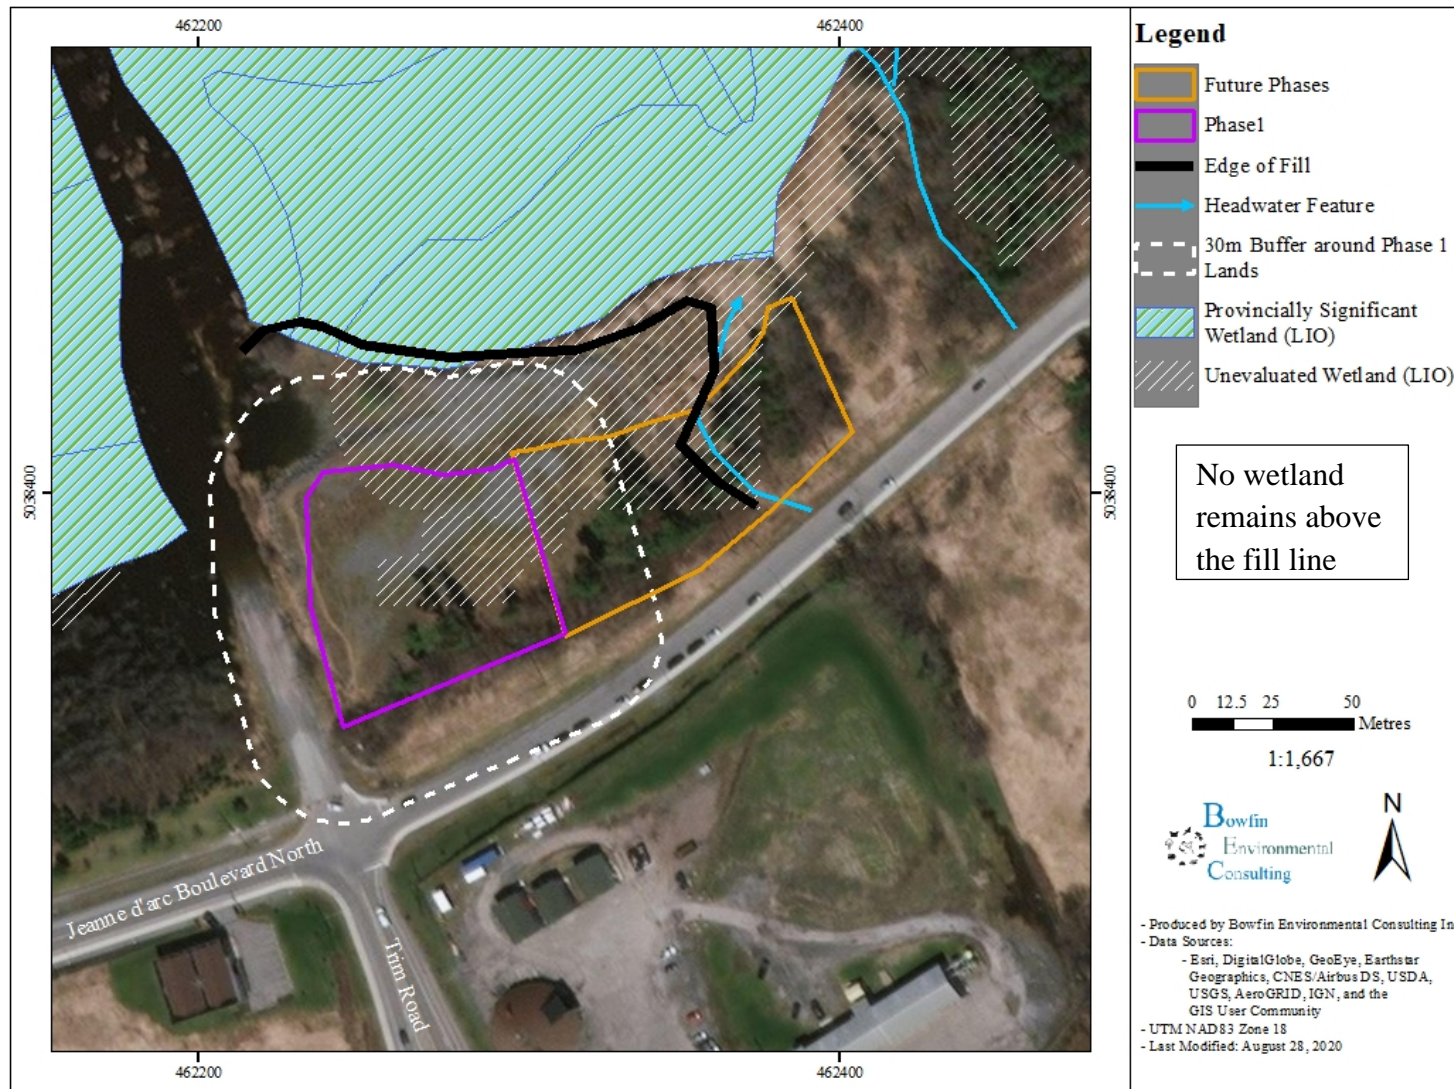 462200
462400
5038400
5038400
Jeanne d'arc Boulevard North
Trim Road
462200
462400
Legend
Future Phases
Phase1
Edge of Fill
Headwater Feature
30m Buffer around Phase 1
Lands
Provincially Significant
Wetland (LIO)
Unevaluated Wetland (LIO)
No wetland
remains above
the fill line
0 12.5 25 50
Metres
1:1,667
Bowfin
Environmental
Consulting
N
- Produced by Bowfin Environmental Consulting In
- Data Sources:
- Esri, DigitalGlobe, GeoEye, Earthstar
Geographics, CNES/Airbus DS, USDA,
USGS, AeroGRID, IGN, and the
GIS User Community
- UTM NAD83 Zone 18
- Last Modified: August 28, 2020